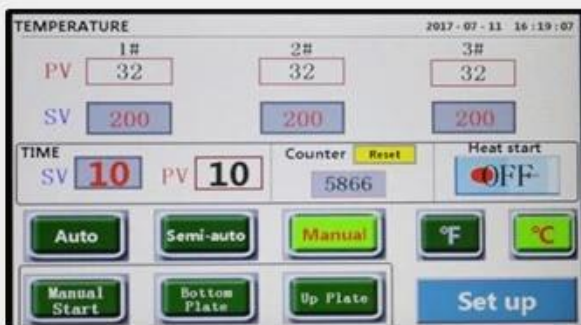 TEMPERATURE 2017-07-11 16:19:07
1# 2# 3#
PV 32 32 32
SV 200 200 200
TIME Counter Reset Heat start
SV 10 PV 10 5866 OFF
Auto Semi-auto Manual °F °C
Manual Start Bottom Plate Up Plate Set up